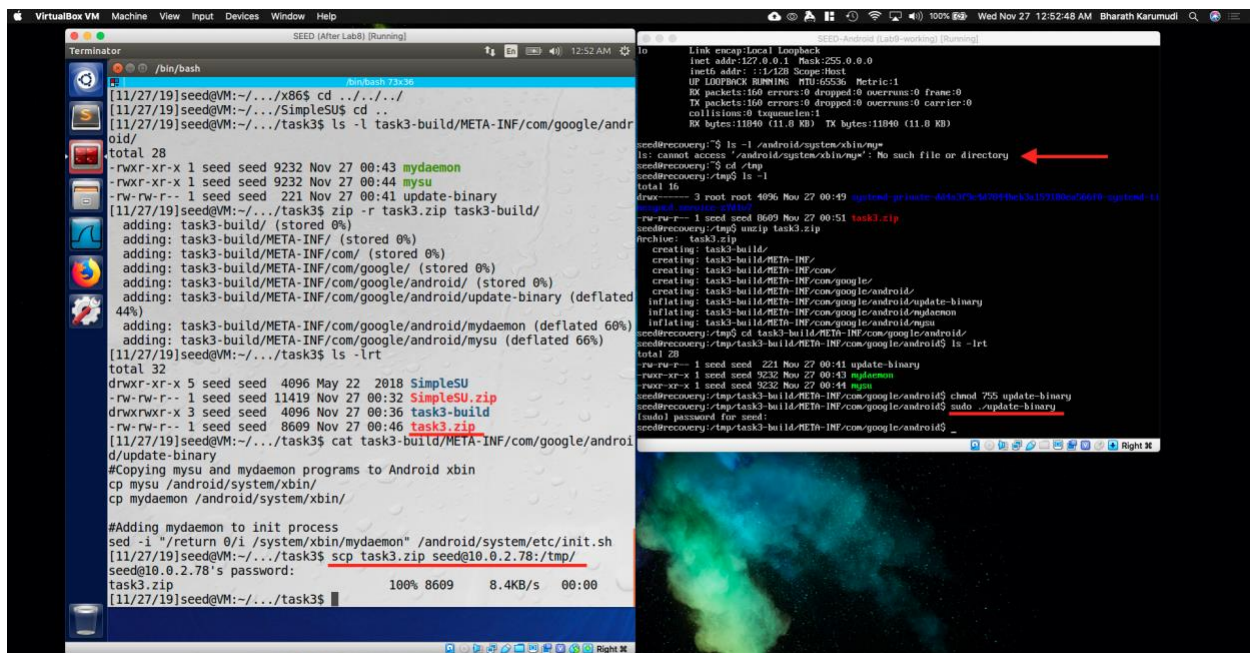 VirtualBox VM Machine View Input Devices Window Help
100% Wed Nov 27 12:52:48 AM Bharath Karumudi
SEED (After Lab8) [Running]
Terminator
En 12:52 AM
/bin/bash
/bin/bash 73x36
[11/27/19]seed@VM:~/.../x86$ cd ../../../
[11/27/19]seed@VM:~/.../SimpleSU$ cd ..
[11/27/19]seed@VM:~/.../task3$ ls -l task3-build/META-INF/com/google/andr
oid/
total 28
-rwxr-xr-x 1 seed seed 9232 Nov 27 00:43 mydaemon
-rwxr-xr-x 1 seed seed 9232 Nov 27 00:44 mysu
-rw-rw-r-- 1 seed seed 221 Nov 27 00:41 update-binary
[11/27/19]seed@VM:~/.../task3$ zip -r task3.zip task3-build/
adding: task3-build/ (stored 0%)
adding: task3-build/META-INF/ (stored 0%)
adding: task3-build/META-INF/com/ (stored 0%)
adding: task3-build/META-INF/com/google/ (stored 0%)
adding: task3-build/META-INF/com/google/android/ (stored 0%)
adding: task3-build/META-INF/com/google/android/update-binary (deflated
44%)
adding: task3-build/META-INF/com/google/android/mydaemon (deflated 60%)
adding: task3-build/META-INF/com/google/android/mysu (deflated 66%)
[11/27/19]seed@VM:~/.../task3$ ls -lrt
total 32
drwxr-xr-x 5 seed seed 4096 May 22 2018 SimpleSU
-rw-rw-r-- 1 seed seed 11419 Nov 27 00:32 SimpleSU.zip
drwxrwxr-x 3 seed seed 4096 Nov 27 00:36 task3-build
-rw-rw-r-- 1 seed seed 8609 Nov 27 00:46 task3.zip
[11/27/19]seed@VM:~/.../task3$ cat task3-build/META-INF/com/google/androi
d/update-binary
#Copying mysu and mydaemon programs to Android xbin
cp mysu /android/system/xbin/
cp mydaemon /android/system/xbin/
#Adding mydaemon to init process
sed -i "/return 0/i /system/xbin/mydaemon" /android/system/etc/init.sh
[11/27/19]seed@VM:~/.../task3$ scp task3.zip seed@10.0.2.78:/tmp/
seed@10.0.2.78's password:
task3.zip 100% 8609 8.4KB/s 00:00
[11/27/19]seed@VM:~/.../task3$
Right ⌘
SEED-Android (Lab9-working) [Running]
lo Link encap:Local Loopback
inet addr:127.0.0.1 Mask:255.0.0.0
inet6 addr: ::1/128 Scope:Host
UP LOOPBACK RUNNING MTU:65536 Metric:1
RX packets:160 errors:0 dropped:0 overruns:0 frame:0
TX packets:160 errors:0 dropped:0 overruns:0 carrier:0
collisions:0 txqueuelen:1
RX bytes:11840 (11.8 KB) TX bytes:11840 (11.8 KB)
seed@recovery:~$ ls -l /android/system/xbin/my*
ls: cannot access '/android/system/xbin/my*': No such file or directory
seed@recovery:~$ cd /tmp
seed@recovery:/tmp$ ls -l
total 16
drwx------ 3 root root 4096 Nov 27 00:49
-rw-rw-r-- 1 seed seed 8609 Nov 27 00:51 task3.zip
seed@recovery:/tmp$ unzip task3.zip
Archive: task3.zip
creating: task3-build/
creating: task3-build/META-INF/
creating: task3-build/META-INF/com/
creating: task3-build/META-INF/com/google/
creating: task3-build/META-INF/com/google/android/
inflating: task3-build/META-INF/com/google/android/update-binary
inflating: task3-build/META-INF/com/google/android/mydaemon
inflating: task3-build/META-INF/com/google/android/mysu
seed@recovery:/tmp$ cd task3-build/META-INF/com/google/android/
seed@recovery:/tmp/task3-build/META-INF/com/google/android$ ls -lrt
total 28
-rw-rw-r-- 1 seed seed 221 Nov 27 00:41 update-binary
-rwxr-xr-x 1 seed seed 9232 Nov 27 00:43 mydaemon
-rwxr-xr-x 1 seed seed 9232 Nov 27 00:44 mysu
seed@recovery:/tmp/task3-build/META-INF/com/google/android$ chmod 755 update-binary
seed@recovery:/tmp/task3-build/META-INF/com/google/android$ sudo ./update-binary
[sudo] password for seed:
seed@recovery:/tmp/task3-build/META-INF/com/google/android$ _
Right ⌘